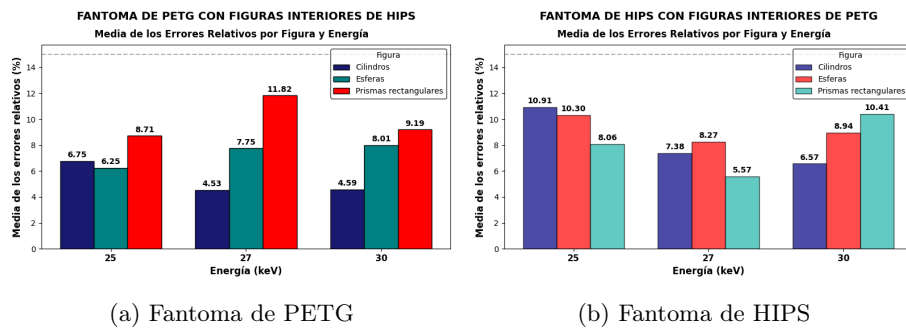 FANTOMA DE PETG CON FIGURAS INTERIORES DE HIPS
Media de los Errores Relativos por Figura y Energía
Media de los errores relativos (%)
14
12
10
8
6
4
2
0
Figura
Cilindros
Esferas
Prismas rectangulares
6.75
6.25
8.71
4.53
7.75
11.82
4.59
8.01
9.19
25
27
30
Energía (keV)
(a) Fantoma de PETG
FANTOMA DE HIPS CON FIGURAS INTERIORES DE PETG
Media de los Errores Relativos por Figura y Energía
Media de los errores relativos (%)
14
12
10
8
6
4
2
0
Figura
Cilindros
Esferas
Prismas rectangulares
10.91
10.30
8.06
7.38
8.27
5.57
6.57
8.94
10.41
25
27
30
Energía (keV)
(b) Fantoma de HIPS